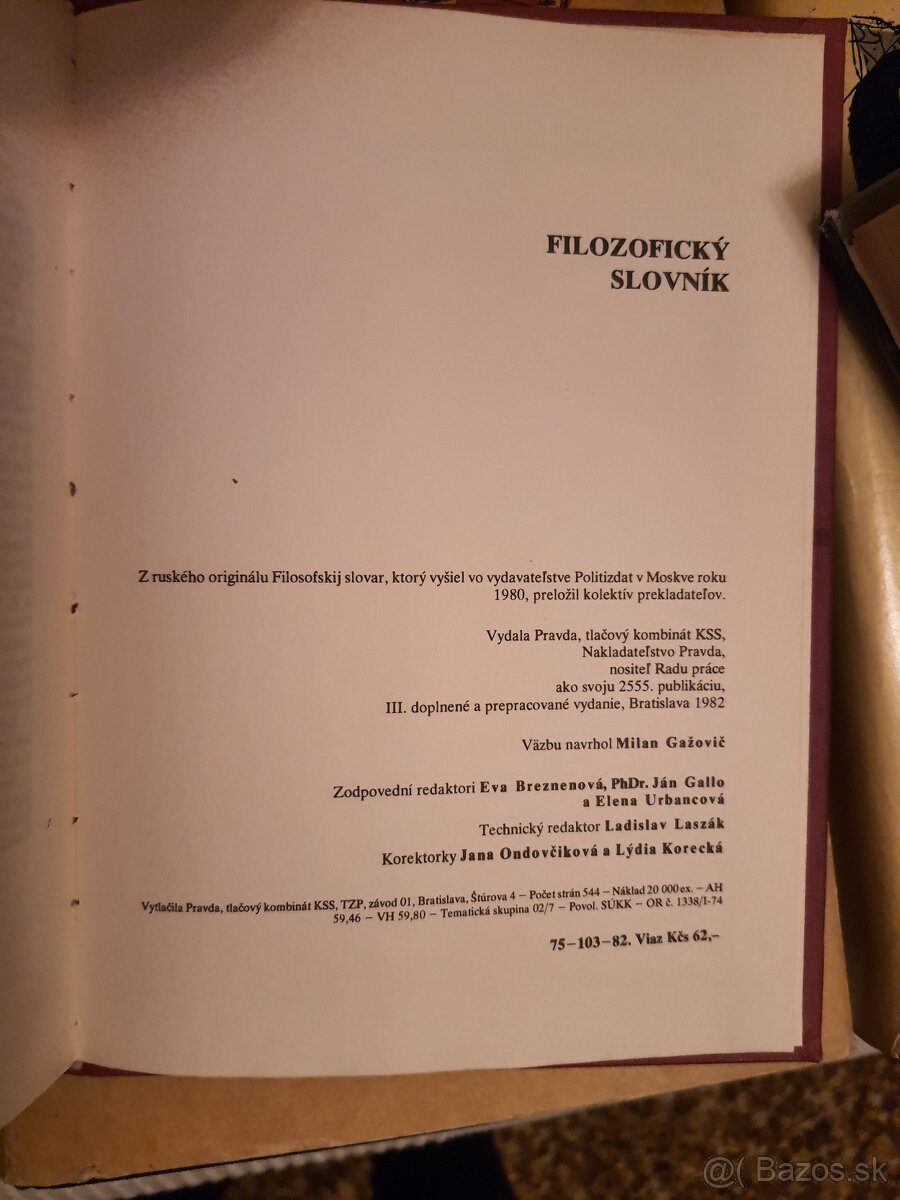 FILOZOFICKÝ
SLOVNÍK
Z ruského originálu Filosofskij slovar, ktorý vyšiel vo vydavateľstve Politizdat v Moskve roku
1980, preložil kolektív prekladateľov.
Vydala Pravda, tlačový kombinát KSS,
Nakladateľstvo Pravda,
nositeľ Radu práce
ako svoju 2555. publikáciu,
III. doplnené a prepracované vydanie, Bratislava 1982
Väzbu navrhol Milan Gažovič
Zodpovední redaktori Eva Breznenová, PhDr. Ján Gallo
a Elena Urbancová
Technický redaktor Ladislav Laszák
Korektorky Jana Ondovčiková a Lýdia Korecká
Vytlačila Pravda, tlačový kombinát KSS, TZP, závod 01, Bratislava, Štúrova 4 – Počet strán 544 – Náklad 20 000 ex. – AH
59,46 – VH 59,80 – Tematická skupina 02/7 – Povol. SÚKK – OR č. 1338/I-74
75–103–82. Viaz Kčs 62,–
@( Bazos.sk